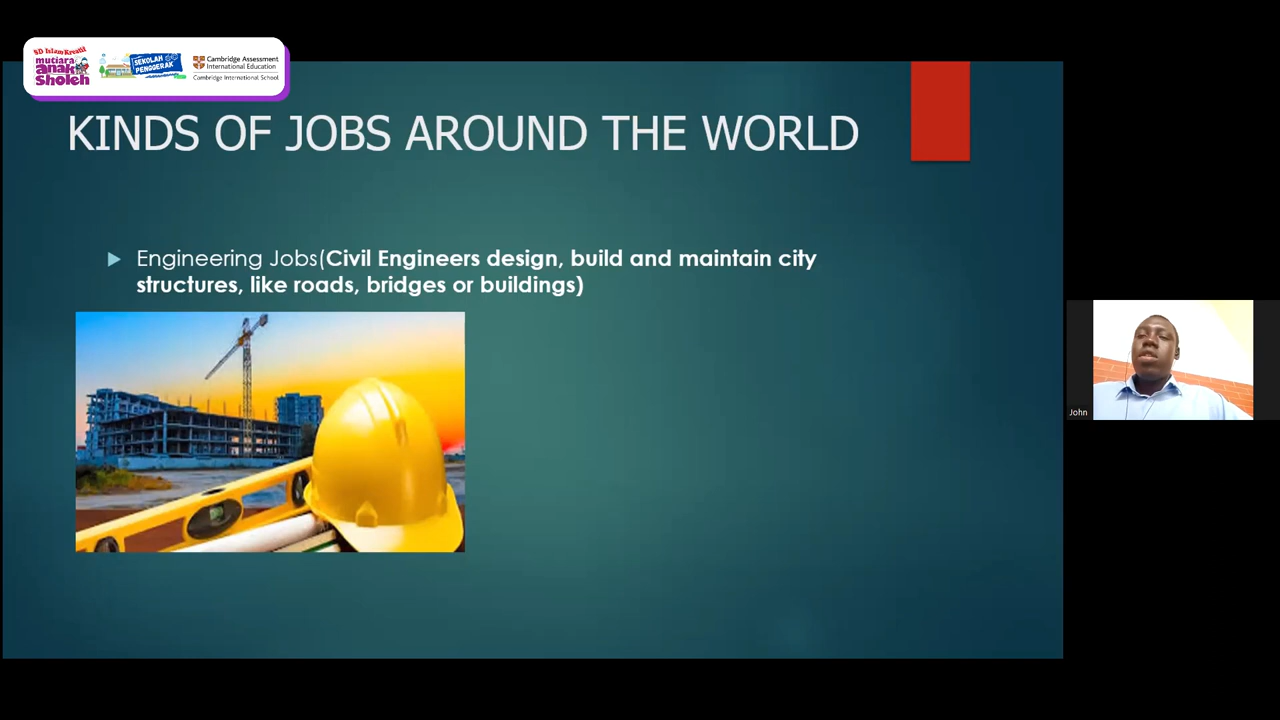 SD Islam Kreatif
mutiara
anak
Sholeh
SEKOLAH
PENGGERAK
Cambridge Assessment
International Education
Cambridge International School
KINDS OF JOBS AROUND THE WORLD
Engineering Jobs(Civil Engineers design, build and maintain city
structures, like roads, bridges or buildings)
John